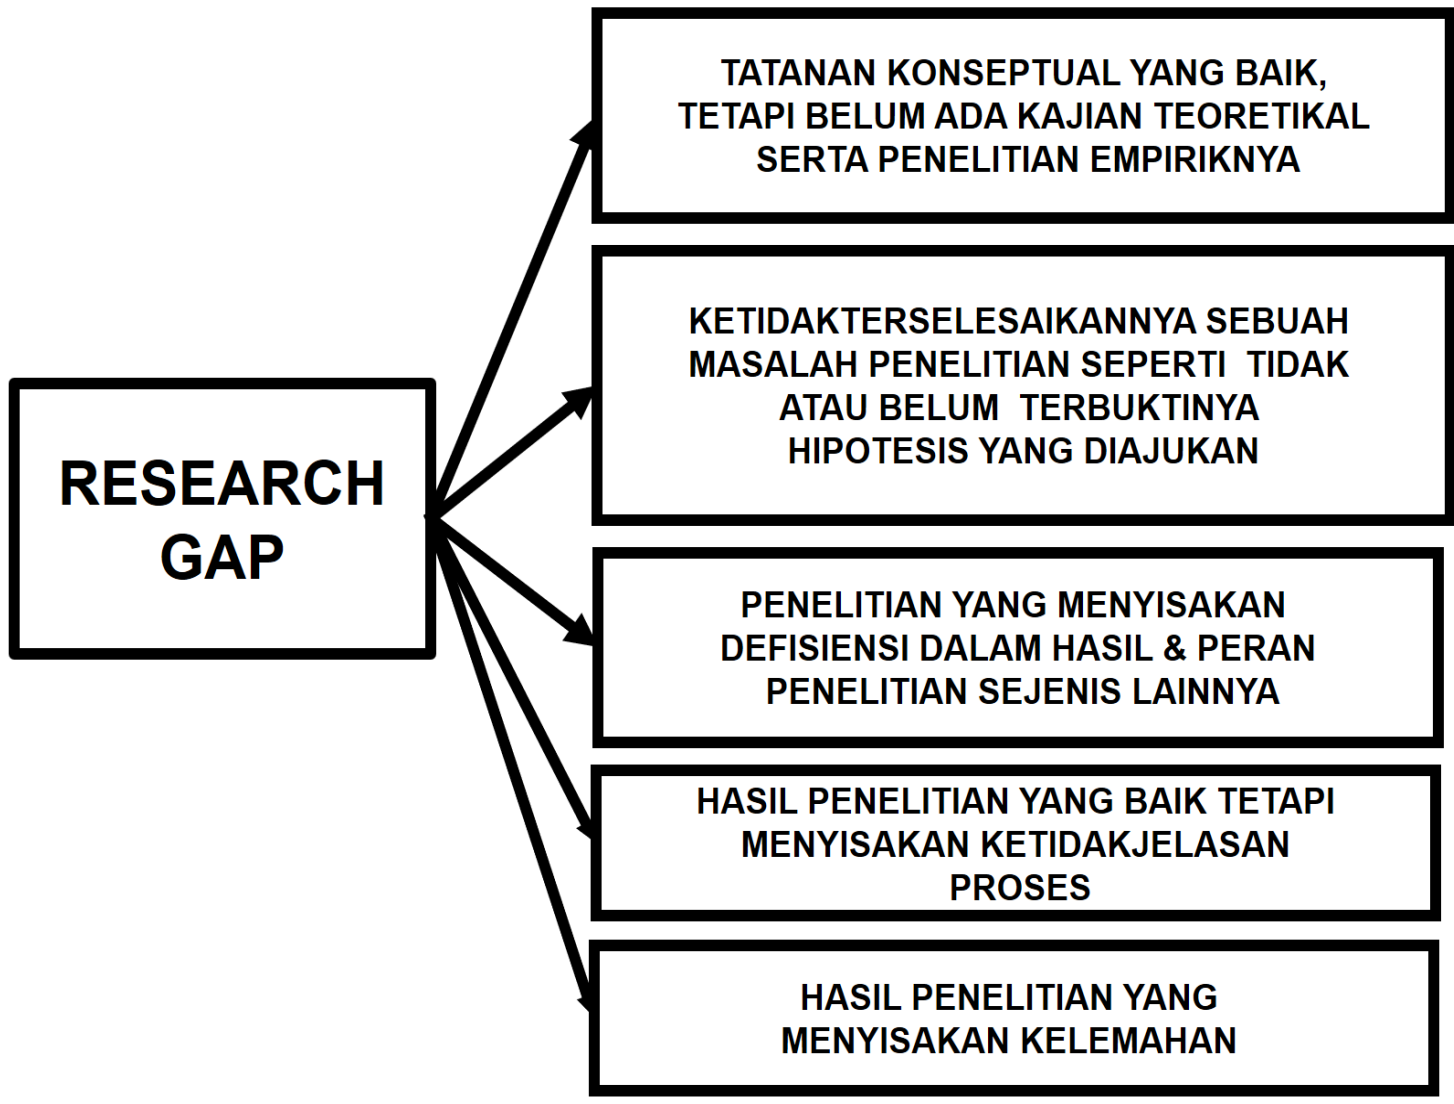 TATANAN KONSEPTUAL YANG BAIK,
TETAPI BELUM ADA KAJIAN TEORETIKAL
SERTA PENELITIAN EMPIRIKNYA
KETIDAKTERSELESAIKANNYA SEBUAH
MASALAH PENELITIAN SEPERTI TIDAK
ATAU BELUM TERBUKTINYA
HIPOTESIS YANG DIAJUKAN
RESEARCH
GAP
PENELITIAN YANG MENYISAKAN
DEFISIENSI DALAM HASIL & PERAN
PENELITIAN SEJENIS LAINNYA
HASIL PENELITIAN YANG BAIK TETAPI
MENYISAKAN KETIDAKJELASAN
PROSES
HASIL PENELITIAN YANG
MENYISAKAN KELEMAHAN